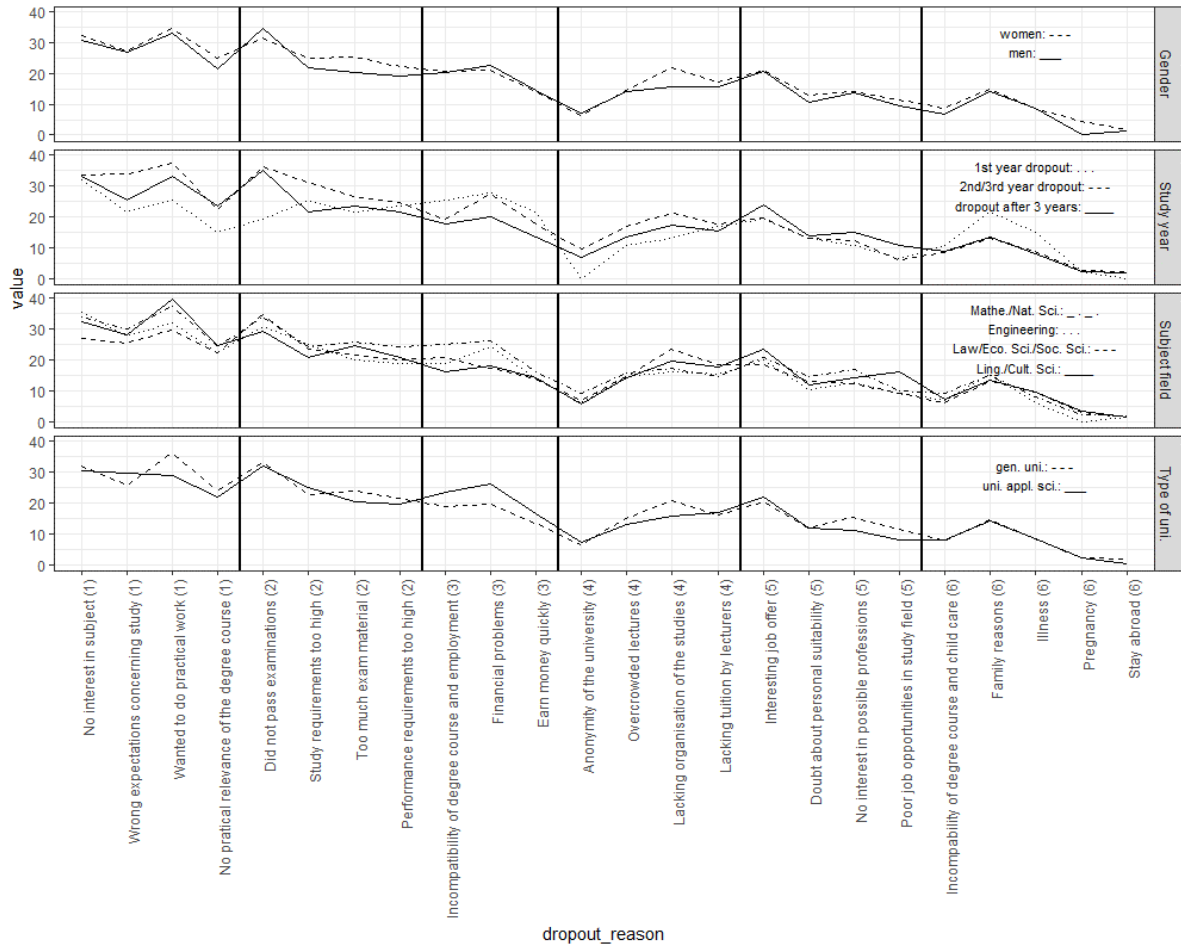 40
30
20
10
0
women: - - -
men: ___
Gender
40
30
20
10
0
1st year dropout: . . .
2nd/3rd year dropout: - - -
dropout after 3 years: ____
Study year
value
40
30
20
10
0
Mathe./Nat. Sci.: _ . _ .
Engineering: . . .
Law/Eco. Sci./Soc. Sci.: - - -
Ling./Cult. Sci.: ____
Subject field
40
30
20
10
0
gen. uni.: - - -
uni. appl. sci.: ___
Type of uni.
No interest in subject (1)
Wrong expectations concerning study (1)
Wanted to do practical work (1)
No pratical relevance of the degree course (1)
Did not pass examinations (2)
Study requirements too high (2)
Too much exam material (2)
Performance requirements too high (2)
Incompatibility of degree course and employment (3)
Financial problems (3)
Earn money quickly (3)
Anonymity of the university (4)
Overcrowded lectures (4)
Lacking organisation of the studies (4)
Lacking tuition by lecturers (4)
Interesting job offer (5)
Doubt about personal suitability (5)
No interest in possible professions (5)
Poor job opportunities in study field (5)
Incompability of degree course and child care (6)
Family reasons (6)
Illness (6)
Pregnancy (6)
Stay abroad (6)
dropout_reason